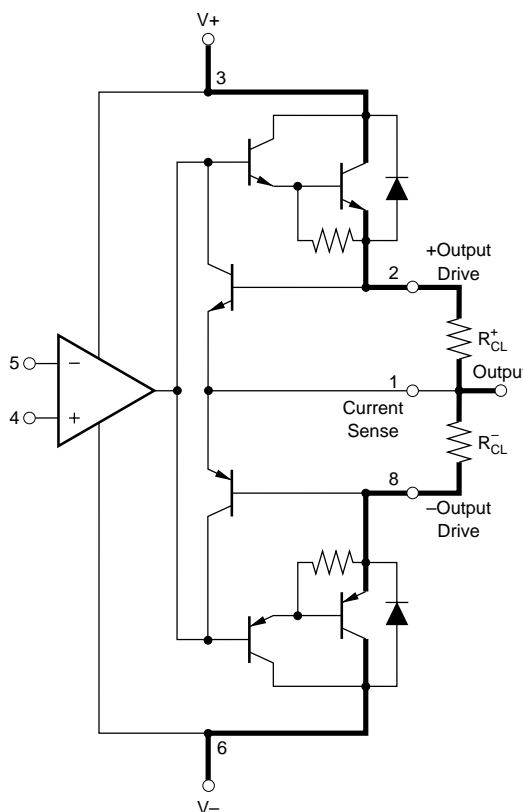 V+
3
+Output
Drive
2
R+CL
5
–
1
Output
4
+
Current
Sense
R–CL
8
–Output
Drive
6
V–